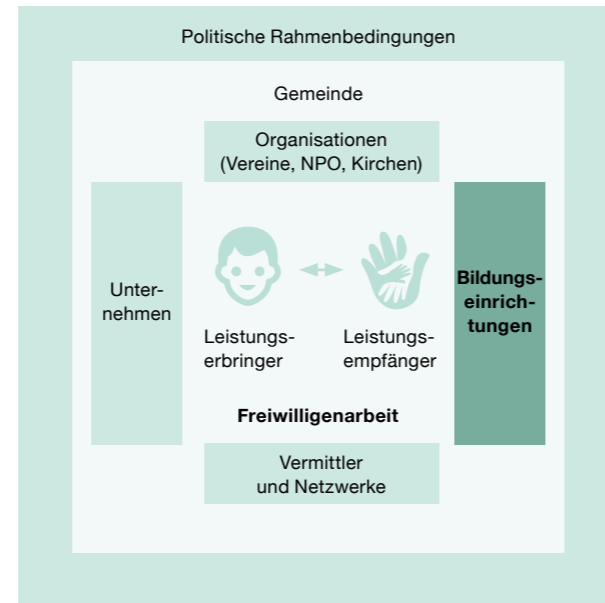 Politische Rahmenbedingungen
Gemeinde
Organisationen
(Vereine, NPO, Kirchen)
Unter-
nehmen
Leistungs-
erbringer
Leistungs-
empfänger
Bildungs-
einrich-
tungen
Freiwilligenarbeit
Vermittler
und Netzwerke